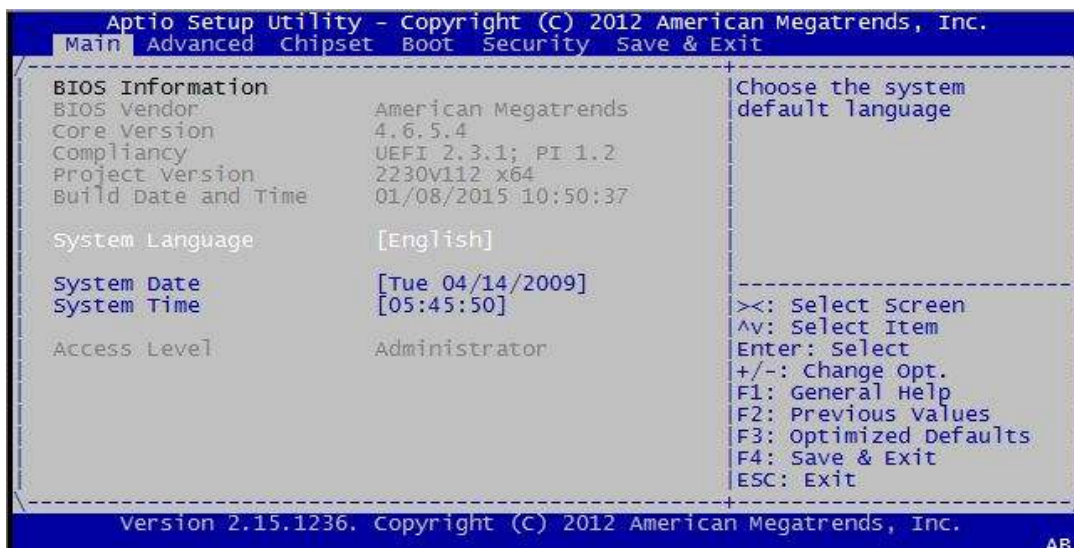 Aptio Setup Utility - Copyright (C) 2012 American Megatrends, Inc.
Main Advanced Chipset Boot Security Save & Exit
BIOS Information
BIOS Vendor American Megatrends
Core Version 4.6.5.4
Compliancy UEFI 2.3.1; PI 1.2
Project Version 2230V112 x64
Build Date and Time 01/08/2015 10:50:37
System Language [English]
System Date [Tue 04/14/2009]
System Time [05:45:50]
Access Level Administrator
Choose the system
default language
><: Select Screen
^v: Select Item
Enter: Select
+/-: Change Opt.
F1: General Help
F2: Previous Values
F3: Optimized Defaults
F4: Save & Exit
ESC: Exit
Version 2.15.1236. Copyright (C) 2012 American Megatrends, Inc.
AB